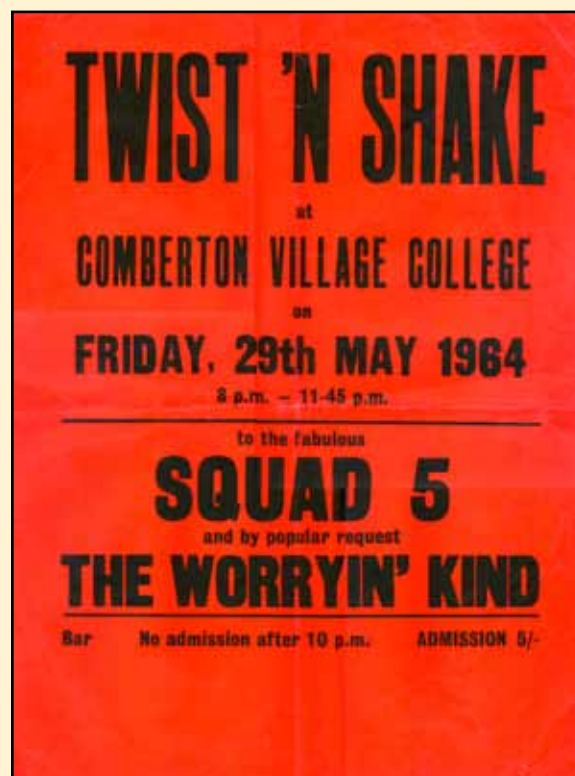 TWIST 'N SHAKE
at
COMBERTON VILLAGE COLLEGE
on
FRIDAY, 29th MAY 1964
8 p.m. – 11-45 p.m.
to the fabulous
SQUAD 5
and by popular request
THE WORRYIN' KIND
Bar No admission after 10 p.m. ADMISSION 5/-